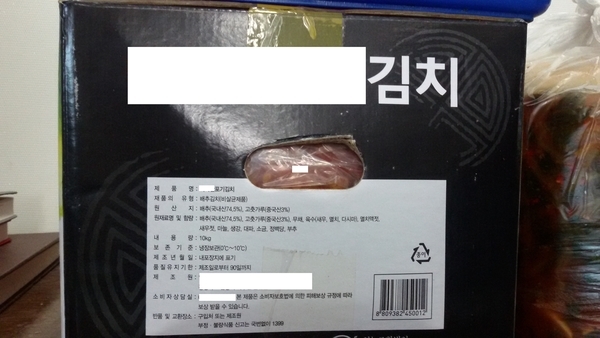 김치
제 품 명: 포기김치
식품의 유형: 배추김치(비살균제품)
원 산 지: 배추(국내산74,5%), 고춧가루(중국산3%)
원재료명 및 함량: 배추(국내산74,5%), 고춧가루(중국산3%), 무채, 육수(새우, 멸치, 다시마), 멸치액젓,
새우젓, 마늘, 생강, 대파, 소금, 정백당, 부추
내 용 량: 10kg
보 존 기 준: 냉장보관(0℃~10℃)
제 조 년 월 일: 내포장지에 표기
품질유지기한: 제조일로부터 90일까지
제 조 원:
소비자상담실: 본 제품은 소비자보호법에 의한 피해보상 규정에 따라
보상 받을 수 있습니다.
반품 및 교환장소: 구입처 또는 제조원
부정·불량식품 신고는 국번없이 1399
종이
8 809382 450012